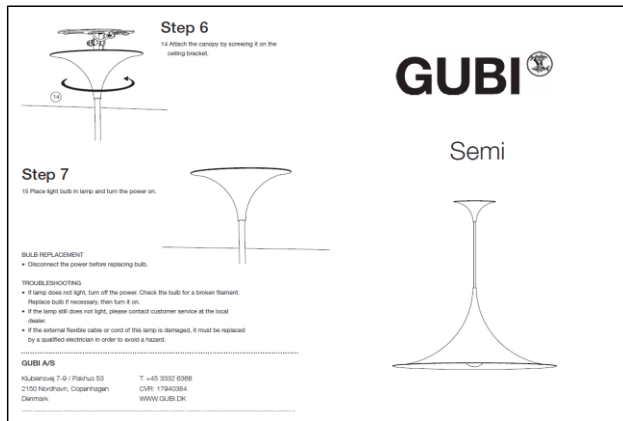 Step 6
14 Attach the canopy by screwing it on the
ceiling bracket.
14
Step 7
15 Place light bulb in lamp and turn the power on.
BULB REPLACEMENT
• Disconnect the power before replacing bulb.
TROUBLESHOOTING
• If lamp does not light, turn off the power. Check the bulb for a broken filament.
Replace bulb if necessary, then turn it on.
• If the lamp still does not light, please contact customer service at the local
dealer.
• If the external flexible cable or cord of this lamp is damaged, it must be replaced
by a qualified electrician in order to avoid a hazard.
GUBI A/S
Klubiensvej 7-9 / Pakhus 53
2150 Nordhavn, Copenhagen
Denmark
T: +45 3332 6368
CVR: 17940384
WWW.GUBI.DK
GUBI
Semi